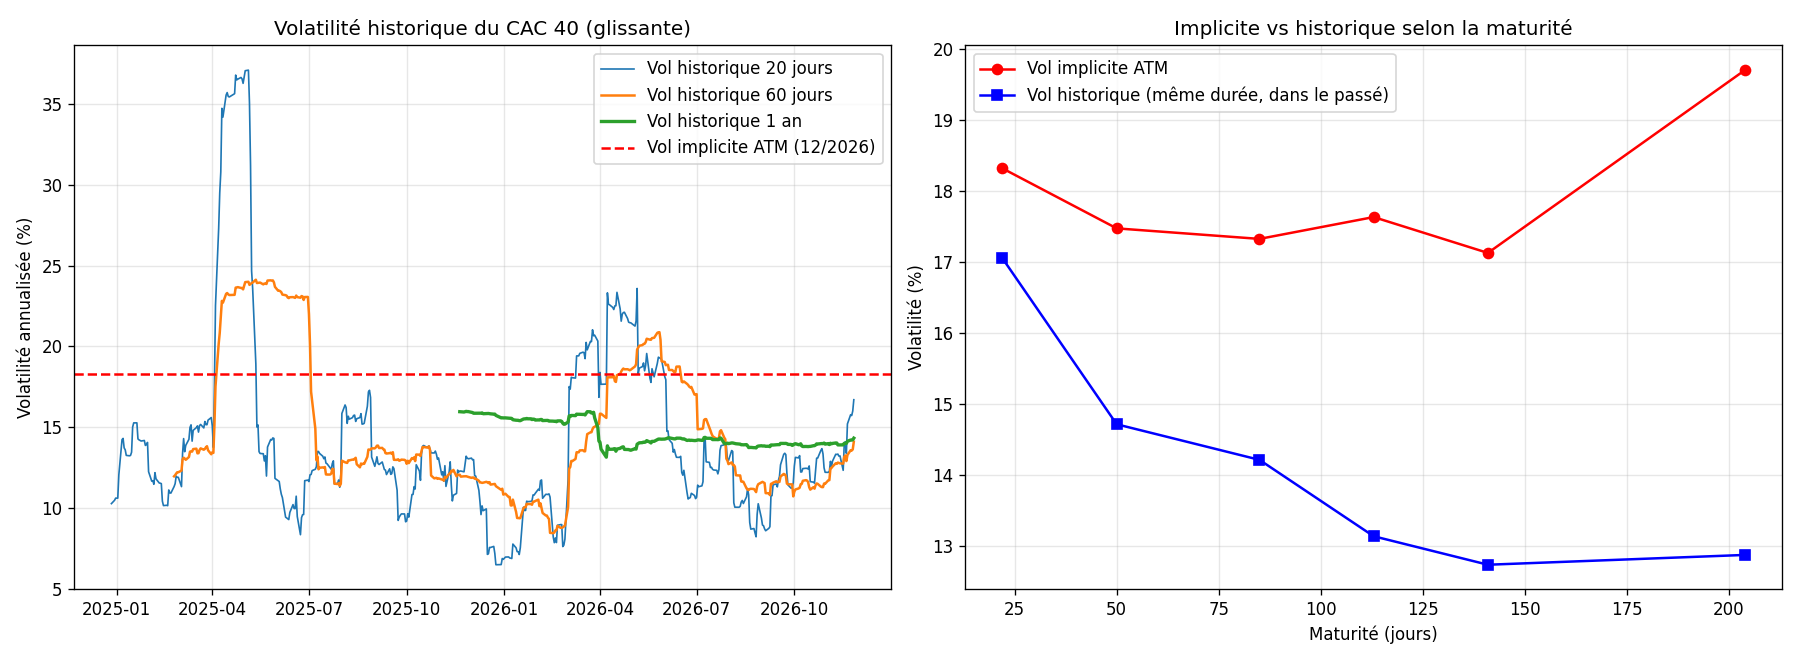 Volatilité historique du CAC 40 (glissante)
Volatilité annualisée (%)
35
30
25
20
15
10
5
Vol historique 20 jours
Vol historique 60 jours
Vol historique 1 an
Vol implicite ATM (12/2026)
2025-01
2025-04
2025-07
2025-10
2026-01
2026-04
2026-07
2026-10
Implicite vs historique selon la maturité
Volatilité (%)
20
19
18
17
16
15
14
13
Vol implicite ATM
Vol historique (même durée, dans le passé)
25
50
75
100
125
150
175
200
Maturité (jours)